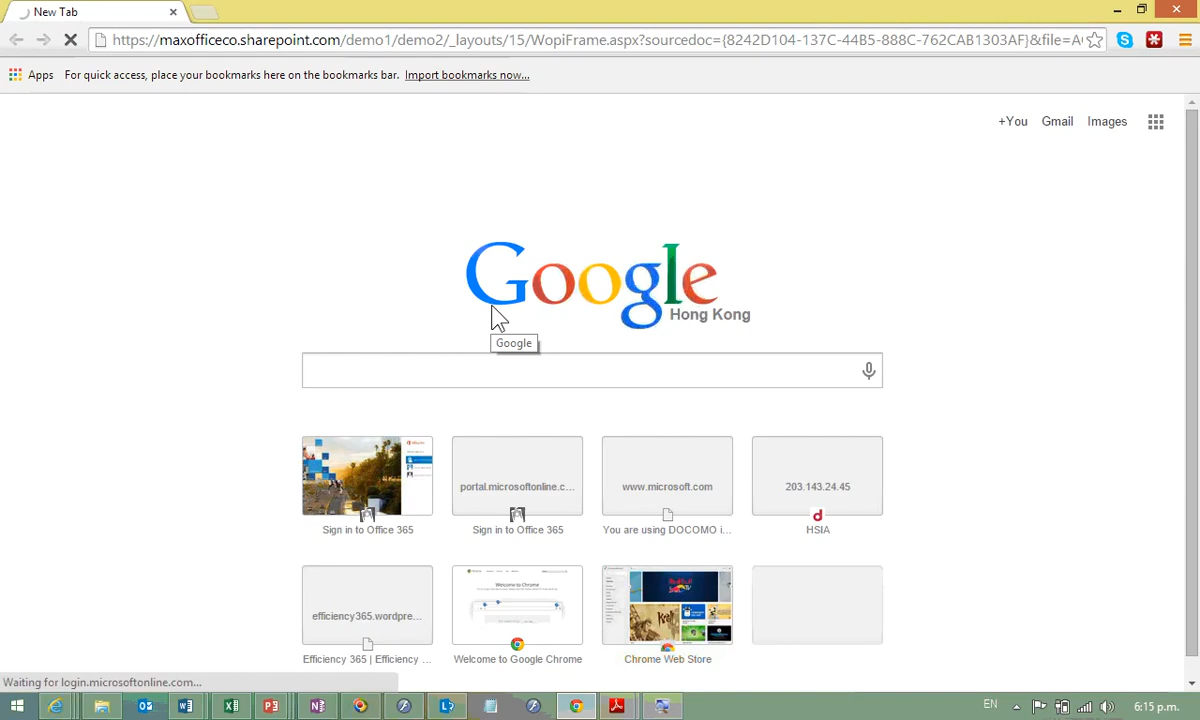 New Tab
https://maxofficeco.sharepoint.com/demo1/demo2/_layouts/15/WopiFrame.aspx?sourcedoc={8242D104-137C-44B5-888C-762CAB1303AF}&file=A
Apps For quick access, place your bookmarks here on the bookmarks bar. Import bookmarks now...
+You Gmail Images
Google
Hong Kong
Google
portal.microsoftonline.c...
www.microsoft.com
203.143.24.45
Sign in to Office 365
Sign in to Office 365
You are using DOCOMO i...
HSIA
efficiency365.wordpre...
Welcome to Chrome
Efficiency 365 | Efficiency ...
Welcome to Google Chrome
Chrome Web Store
Waiting for login.microsoftonline.com...
EN
6:15 p.m.